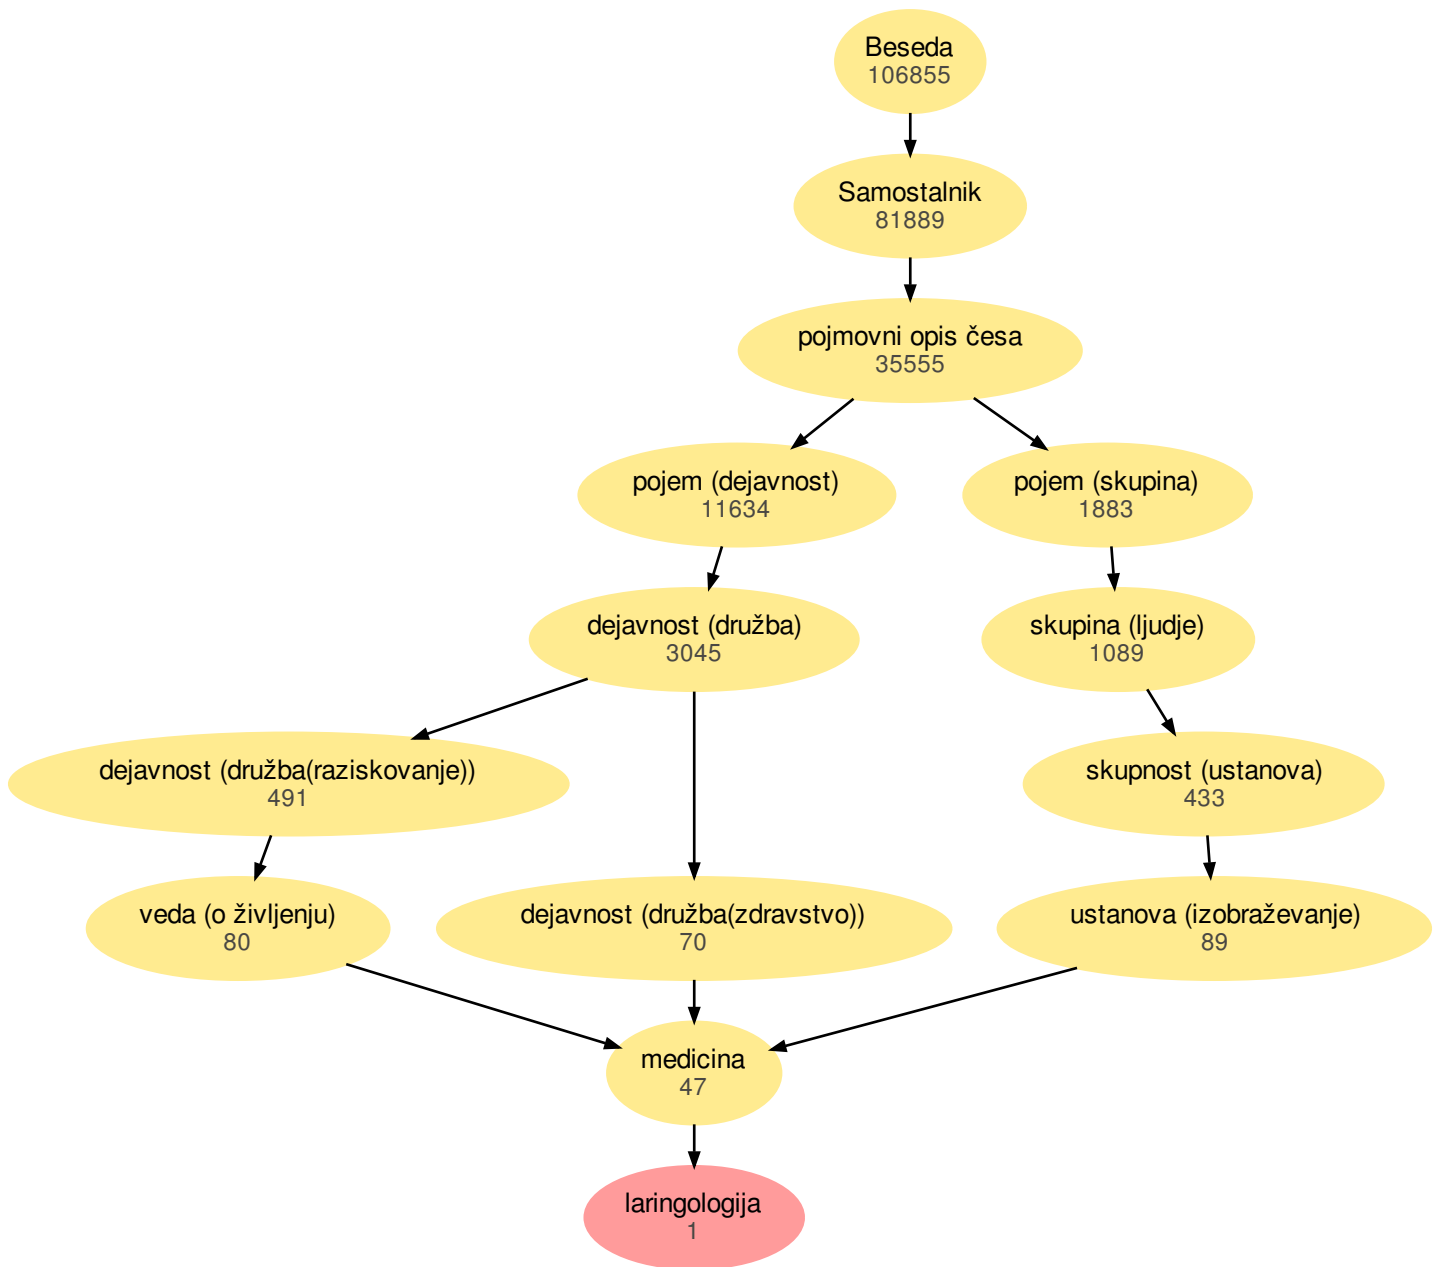 Beseda
106855
Samostalnik
81889
pojmovni opis česa
35555
pojem (dejavnost)
11634
pojem (skupina)
1883
dejavnost (družba)
3045
skupina (ljudje)
1089
dejavnost (družba(raziskovanje))
491
skupnost (ustanova)
433
veda (o življenju)
80
dejavnost (družba(zdravstvo))
70
ustanova (izobraževanje)
89
medicina
47
laringologija
1